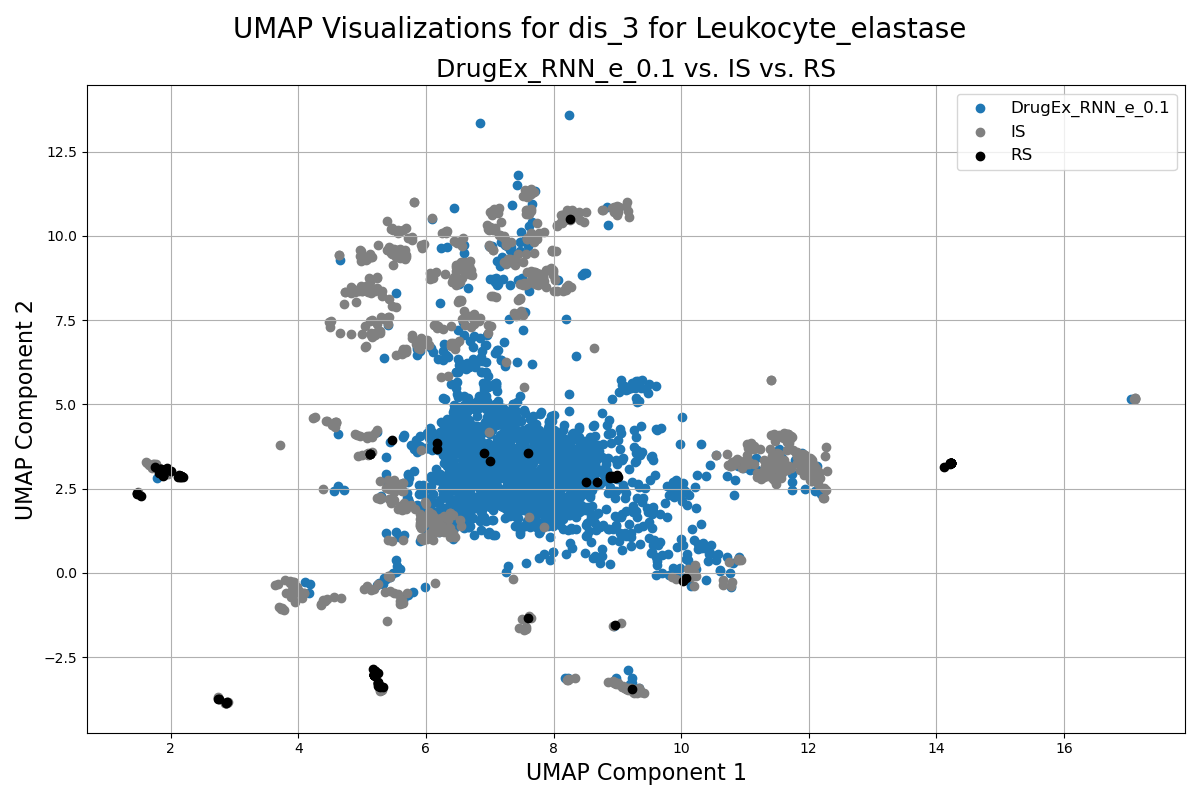 UMAP Visualizations for dis_3 for Leukocyte_elastase
DrugEx_RNN_e_0.1 vs. IS vs. RS
DrugEx_RNN_e_0.1
IS
RS
UMAP Component 2
12.5
10.0
7.5
5.0
2.5
0.0
−2.5
2 4 6 8 10 12 14 16
UMAP Component 1